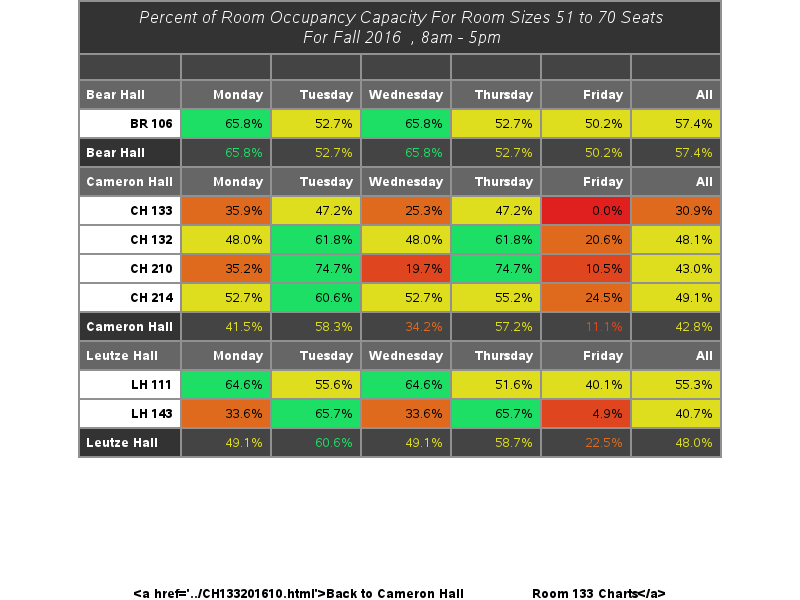 Percent of Room Occupancy Capacity For Room Sizes 51 to 70 Seats
For Fall 2016 , 8am - 5pm
Bear Hall Monday Tuesday Wednesday Thursday Friday All
BR 106 65.8% 52.7% 65.8% 52.7% 50.2% 57.4%
Bear Hall 65.8% 52.7% 65.8% 52.7% 50.2% 57.4%
Cameron Hall Monday Tuesday Wednesday Thursday Friday All
CH 133 35.9% 47.2% 25.3% 47.2% 0.0% 30.9%
CH 132 48.0% 61.8% 48.0% 61.8% 20.6% 48.1%
CH 210 35.2% 74.7% 19.7% 74.7% 10.5% 43.0%
CH 214 52.7% 60.6% 52.7% 55.2% 24.5% 49.1%
Cameron Hall 41.5% 58.3% 34.2% 57.2% 11.1% 42.8%
Leutze Hall Monday Tuesday Wednesday Thursday Friday All
LH 111 64.6% 55.6% 64.6% 51.6% 40.1% 55.3%
LH 143 33.6% 65.7% 33.6% 65.7% 4.9% 40.7%
Leutze Hall 49.1% 60.6% 49.1% 58.7% 22.5% 48.0%
<a href='../CH133201610.html'>Back to Cameron Hall Room 133 Charts</a>